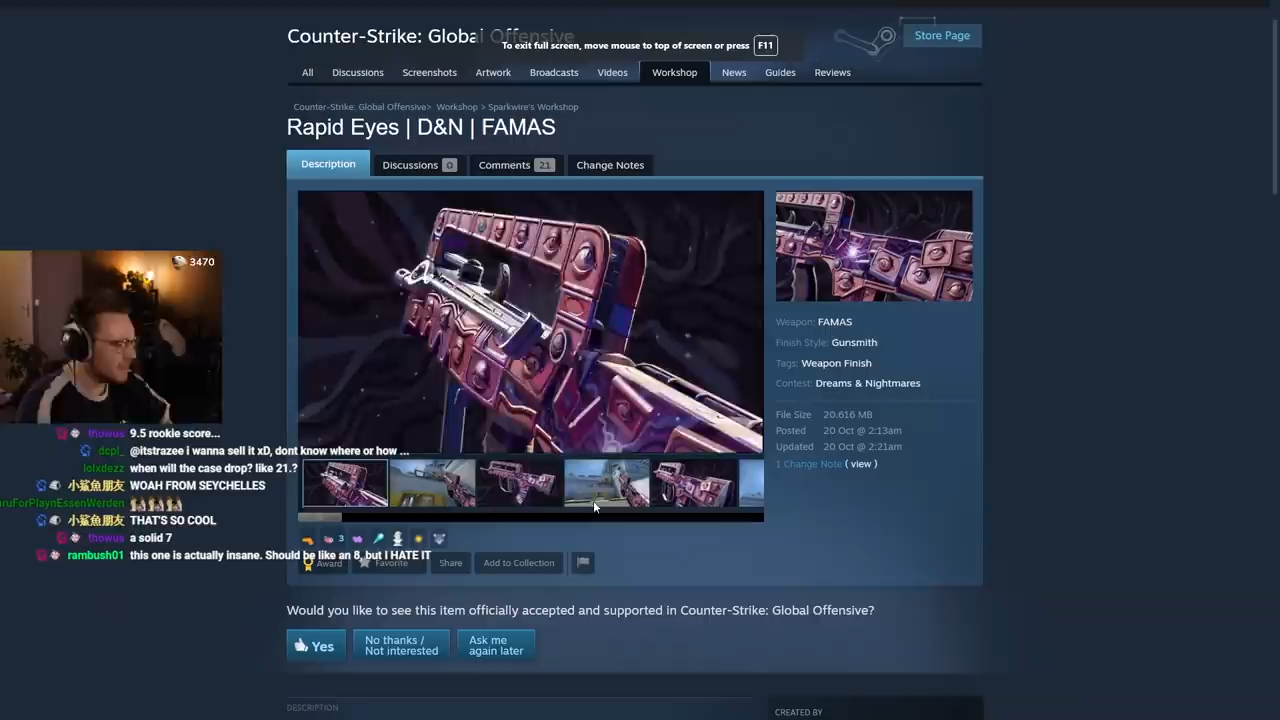 Counter-Strike: Global Offensive
To exit full screen, move mouse to top of screen or press F11
Store Page
All Discussions Screenshots Artwork Broadcasts Videos Workshop News Guides Reviews
Counter-Strike: Global Offensive> Workshop > Sparkwire's Workshop
Rapid Eyes | D&N | FAMAS
Description Discussions 0 Comments 21 Change Notes
3470
Weapon: FAMAS
Finish Style: Gunsmith
Tags: Weapon Finish
Contest: Dreams & Nightmares
File Size 20.616 MB
Posted 20 Oct @ 2:13am
Updated 20 Oct @ 2:21am
1 Change Note ( view )
thowus 9.5 rookie score...
dcpl_ @itstrazee i wanna sell it xD, dont know where or how ...
lolxdezz when will the case drop? like 21.?
小鲨鱼朋友 WOAH FROM SEYCHELLES
ruForPlaynEssenWerden
小鲨鱼朋友 THAT'S SO COOL
thowus a solid 7
rambush01 this one is actually insane. Should be like an 8, but I HATE IT
3
Award Favorite Share Add to Collection
Would you like to see this item officially accepted and supported in Counter-Strike: Global Offensive?
Yes
No thanks /
Not interested
Ask me
again later
DESCRIPTION
CREATED BY